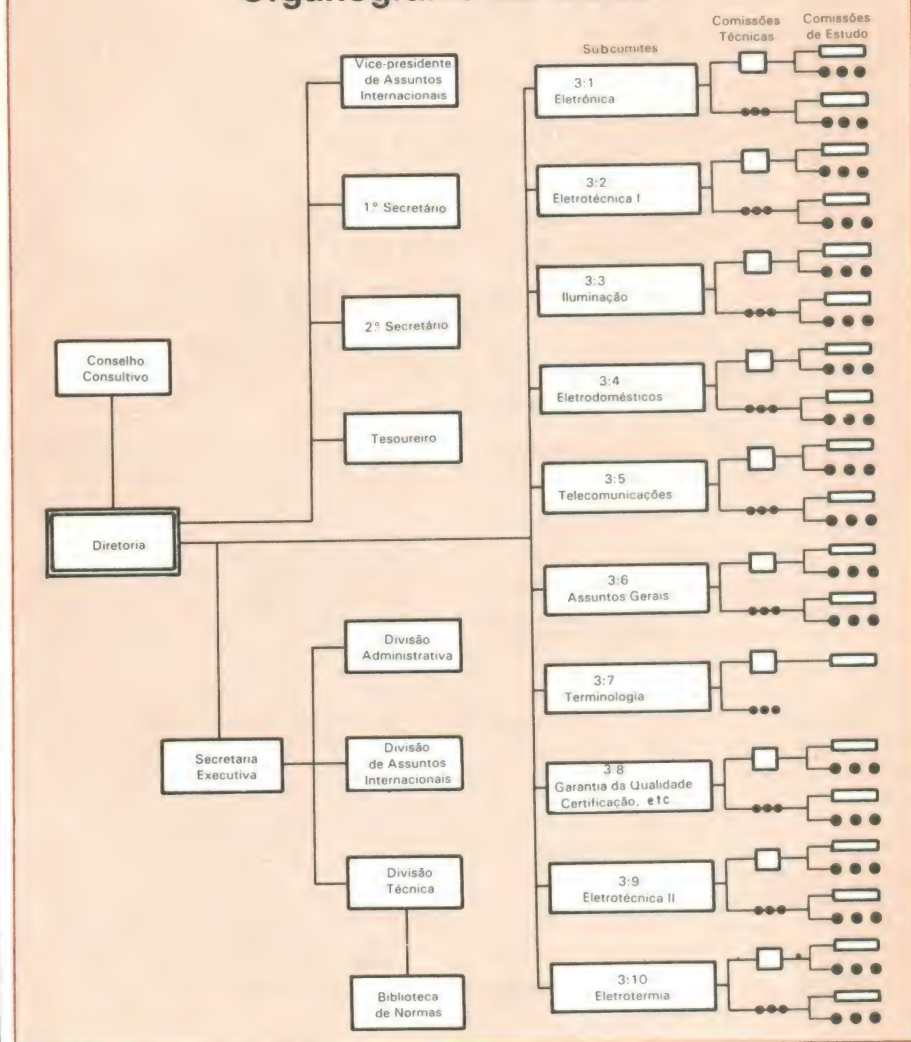 Comissões
Técnicas
Comissões
de Estudo
Subcomites
Vice-presidente
de Assuntos
Internacionais
1º Secretário
2º Secretário
Tesoureiro
Conselho
Consultivo
Diretoria
Secretaria
Executiva
Divisão
Administrativa
Divisão
de Assuntos
Internacionais
Divisão
Técnica
Biblioteca
de Normas
3:1
Eletrônica
3:2
Eletrotécnica I
3:3
Iluminação
3:4
Eletrodomésticos
3:5
Telecomunicações
3:6
Assuntos Gerais
3:7
Terminologia
3:8
Garantia da Qualidade
Certificação, etc
3:9
Eletrotécnica II
3:10
Eletrotermia